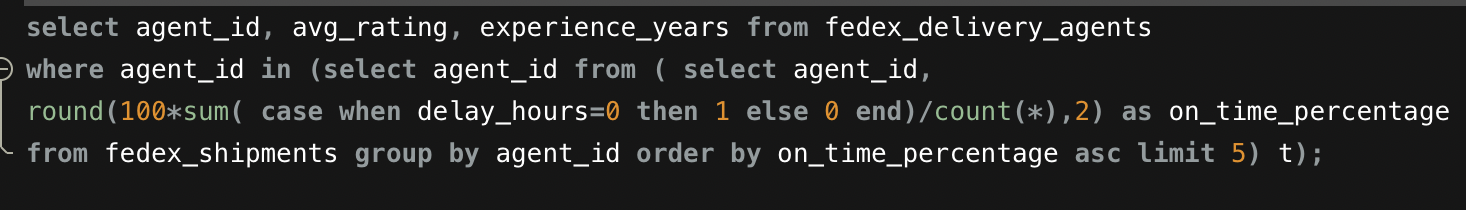 select agent_id, avg_rating, experience_years from fedex_delivery_agents
where agent_id in (select agent_id from ( select agent_id,
round(100*sum( case when delay_hours=0 then 1 else 0 end)/count(*),2) as on_time_percentage
from fedex_shipments group by agent_id order by on_time_percentage asc limit 5) t);